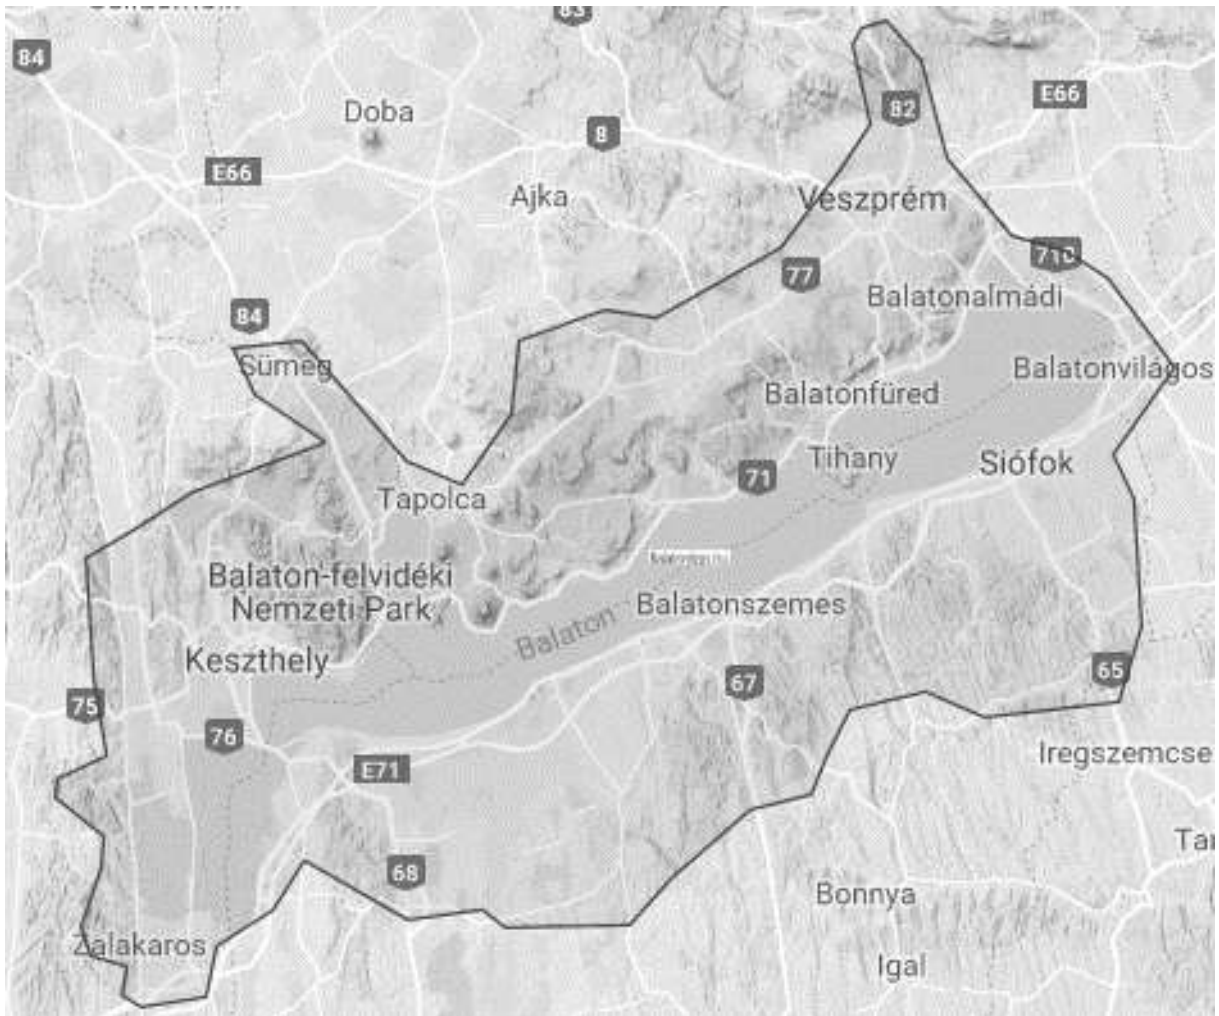 84
83
Doba
8
82
E66
E66
Ajka
Veszprém
710
77
Balatonalmádi
84
Sümeg
Balatonvilágos
Balatonfüred
Tihany
Siófok
71
Tapolca
Balaton-felvidéki
Nemzeti Park
Balatonszemes
Balaton
Keszthely
65
67
75
76
E71
Iregszemcse
68
Bonnya
Zalakaros
Igal